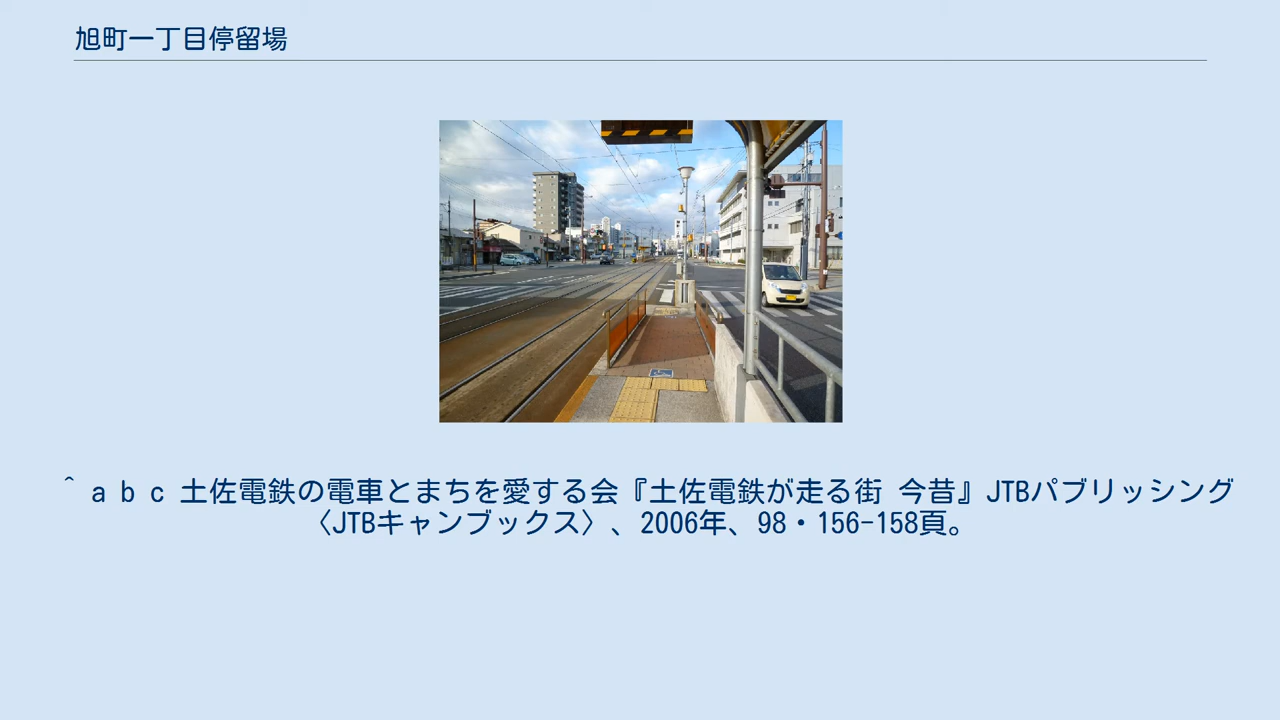 旭町一丁目停留場
^ a b c 土佐電鉄の電車とまちを愛する会『土佐電鉄が走る街 今昔』JTBパブリッシング
〈JTBキャンブックス〉、2006年、98・156-158頁。